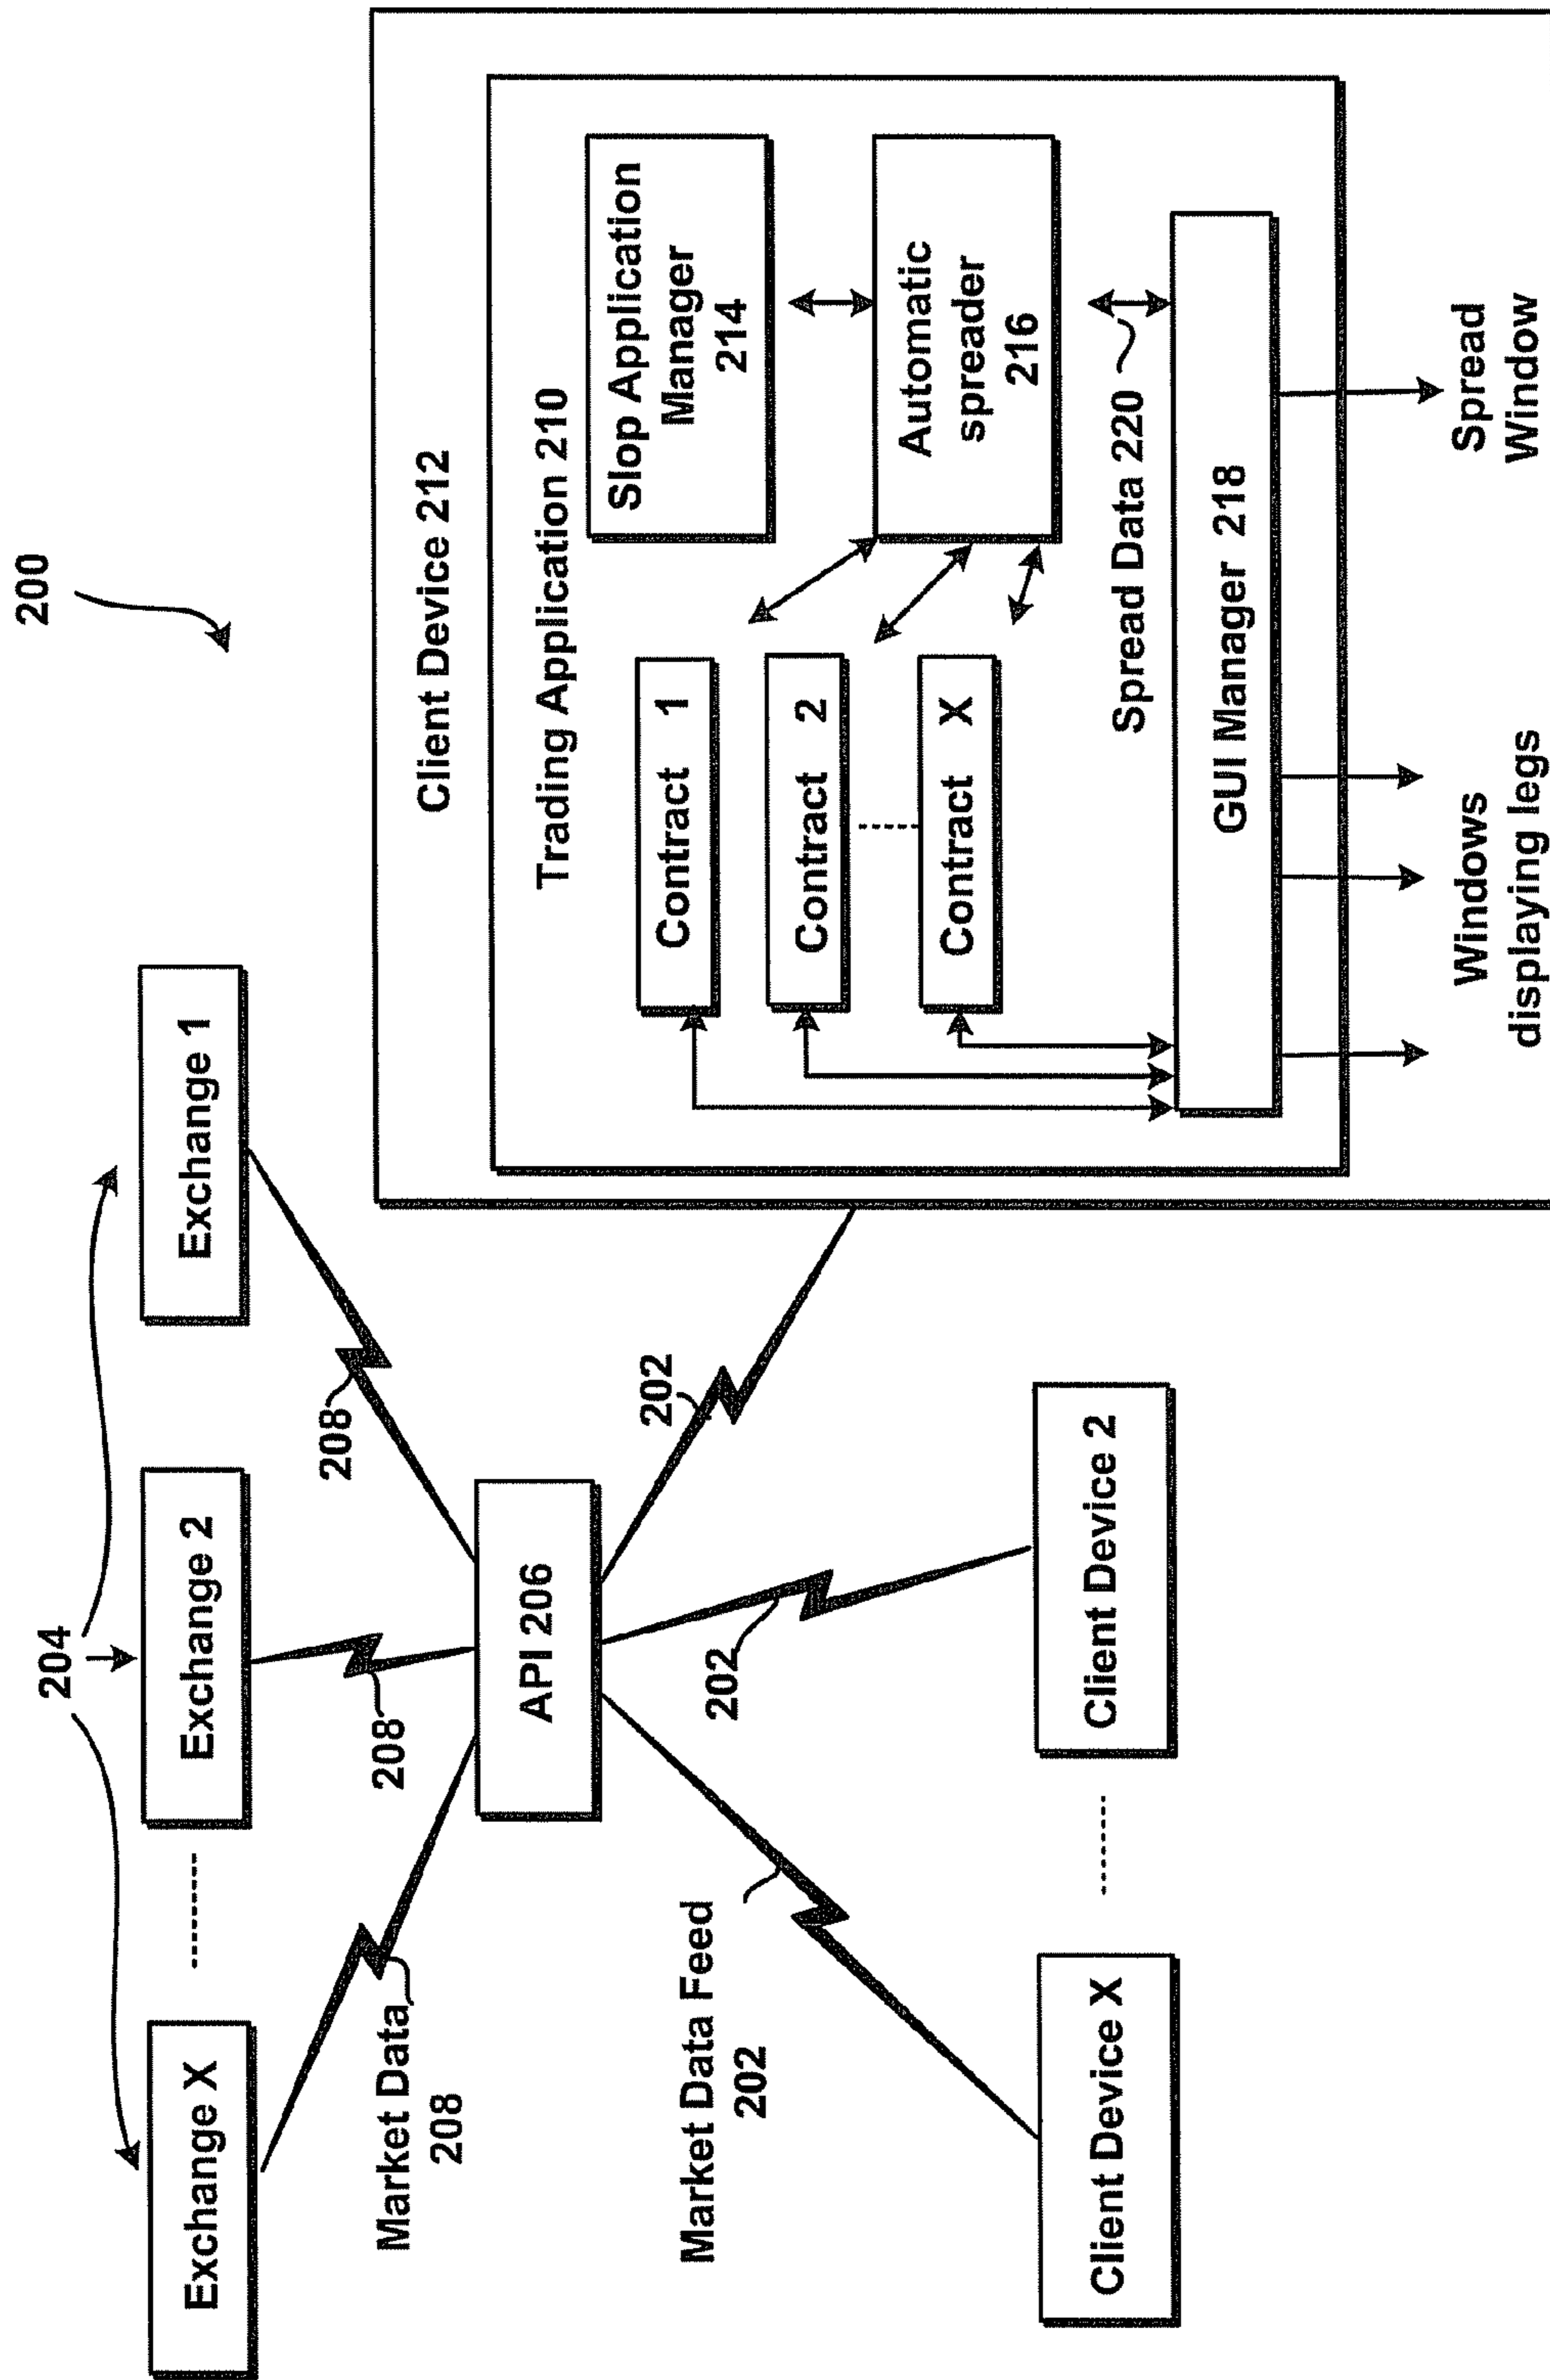 200
204
Exchange X
Exchange 2
Exchange 1
208
208
Market Data
208
API 206
202
202
Market Data Feed
202
Client Device X
Client Device 2
Client Device 212
Trading Application 210
Contract 1
Contract 2
Contract X
Slop Application
Manager
214
Automatic
spreader
216
Spread Data 220
GUI Manager 218
Windows
displaying legs
Spread
Window